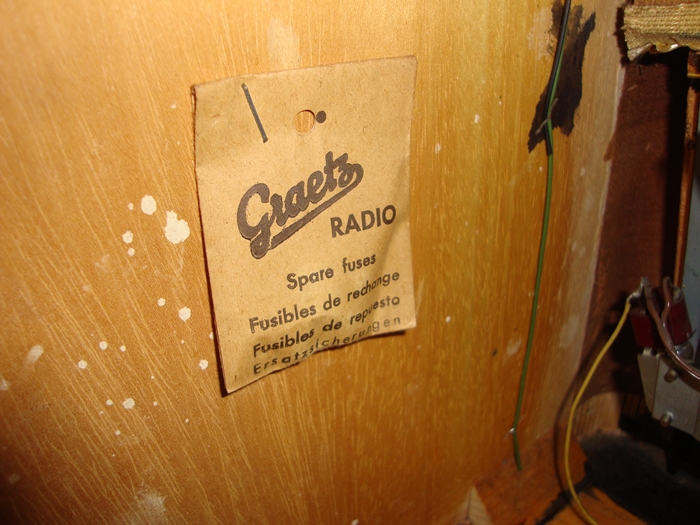 Graetz
RADIO
Spare fuses
Fusibles de rechange
Fusibles de repuesto
Ersatzsicherungen